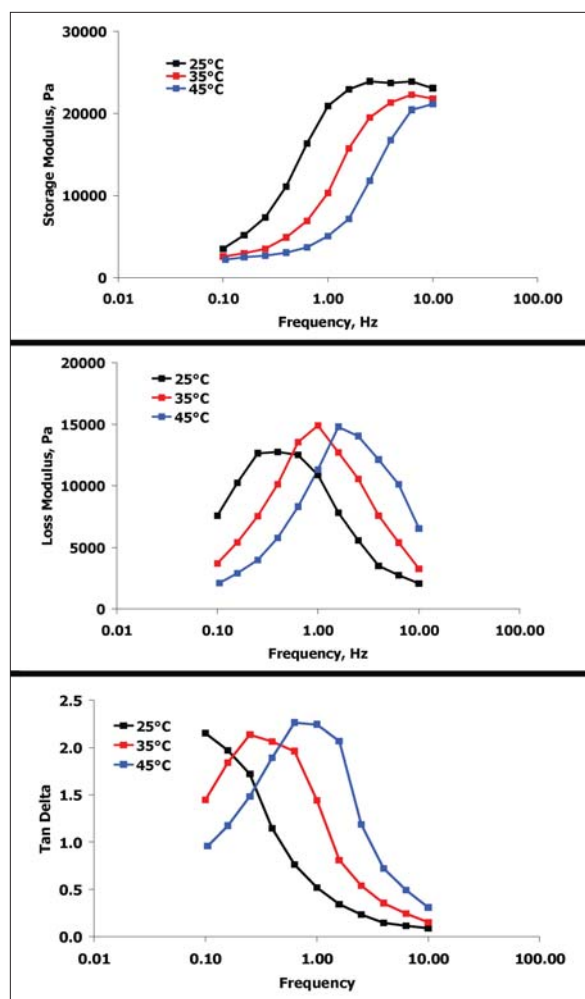 30000
25°C
35°C
45°C
20000
10000
0
Storage Modulus, Pa
0.01 0.10 1.00 10.00 100.00
Frequency, Hz
20000
25°C
35°C
45°C
15000
10000
5000
0
Loss Modulus, Pa
0.01 0.10 1.00 10.00 100.00
Frequency, Hz
2.5
25°C
35°C
45°C
2.0
1.5
1.0
0.5
0.0
Tan Delta
0.01 0.10 1.00 10.00 100.00
Frequency